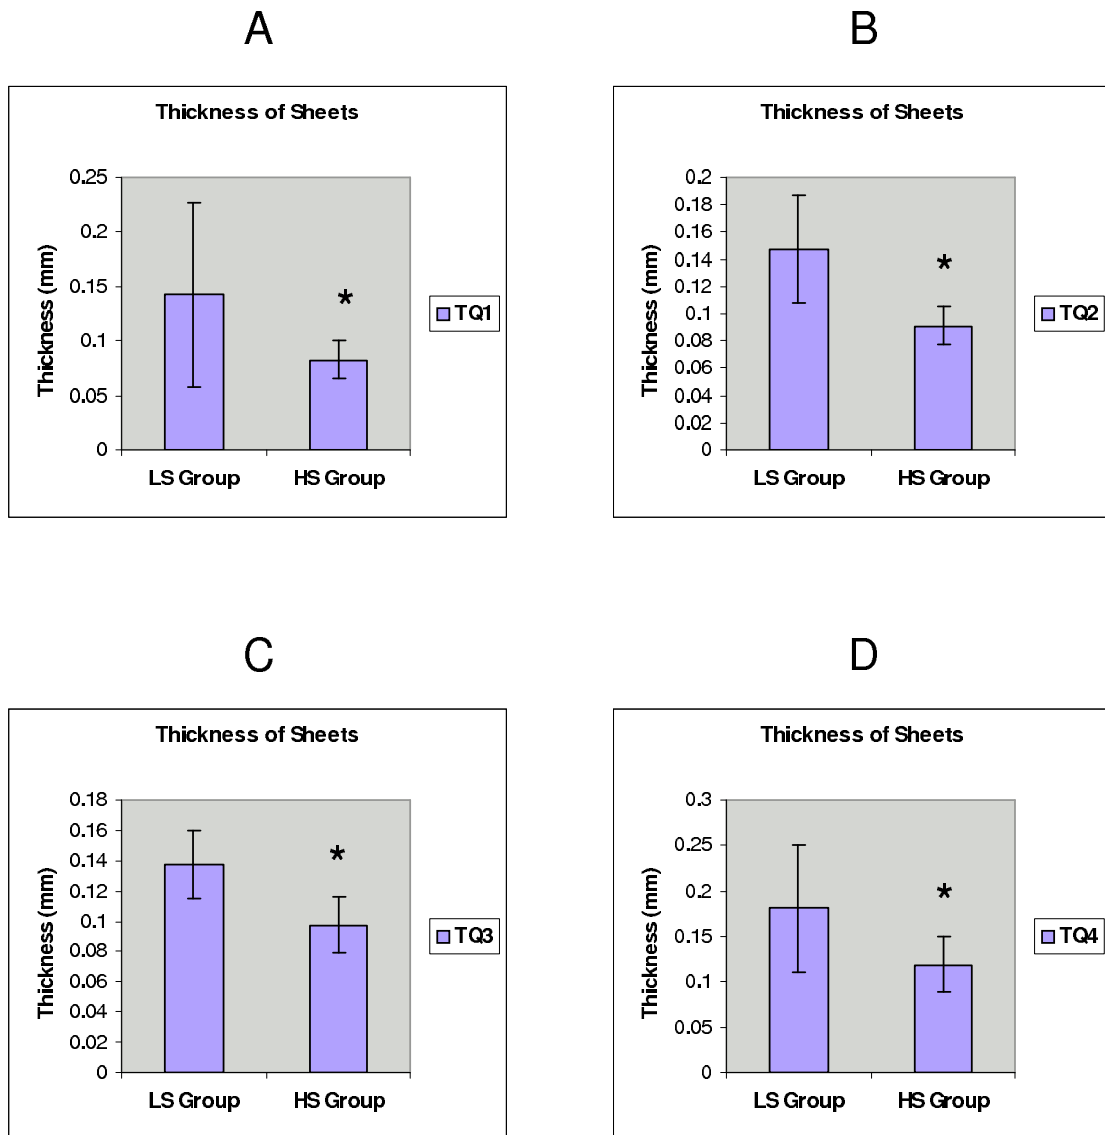 A
Thickness of Sheets
Thickness (mm)
0.25
0.2
0.15
0.1
0.05
0
*
LS Group
HS Group
TQ1
B
Thickness of Sheets
Thickness (mm)
0.2
0.18
0.16
0.14
0.12
0.1
0.08
0.06
0.04
0.02
0
*
LS Group
HS Group
TQ2
C
Thickness of Sheets
Thickness (mm)
0.18
0.16
0.14
0.12
0.1
0.08
0.06
0.04
0.02
0
*
LS Group
HS Group
TQ3
D
Thickness of Sheets
Thickness (mm)
0.3
0.25
0.2
0.15
0.1
0.05
0
*
LS Group
HS Group
TQ4